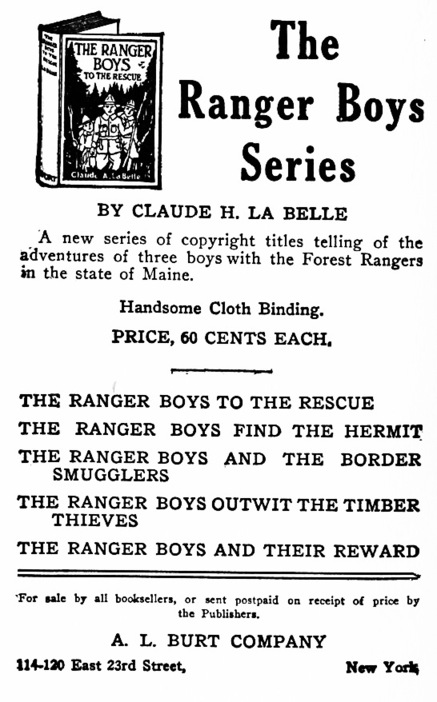 THE RANGER
BOYS
TO THE RESCUE
Claude A. La Belle
The
Ranger Boys
Series
BY CLAUDE H. LA BELLE
A new series of copyright titles telling of the
adventures of three boys with the Forest Rangers
in the state of Maine.
Handsome Cloth Binding.
PRICE, 60 CENTS EACH.
THE RANGER BOYS TO THE RESCUE
THE RANGER BOYS FIND THE HERMIT
THE RANGER BOYS AND THE BORDER
SMUGGLERS
THE RANGER BOYS OUTWIT THE TIMBER
THIEVES
THE RANGER BOYS AND THEIR REWARD
For sale by all booksellers, or sent postpaid on receipt of price by
the Publishers.
A. L. BURT COMPANY
114-120 East 23rd Street, New York